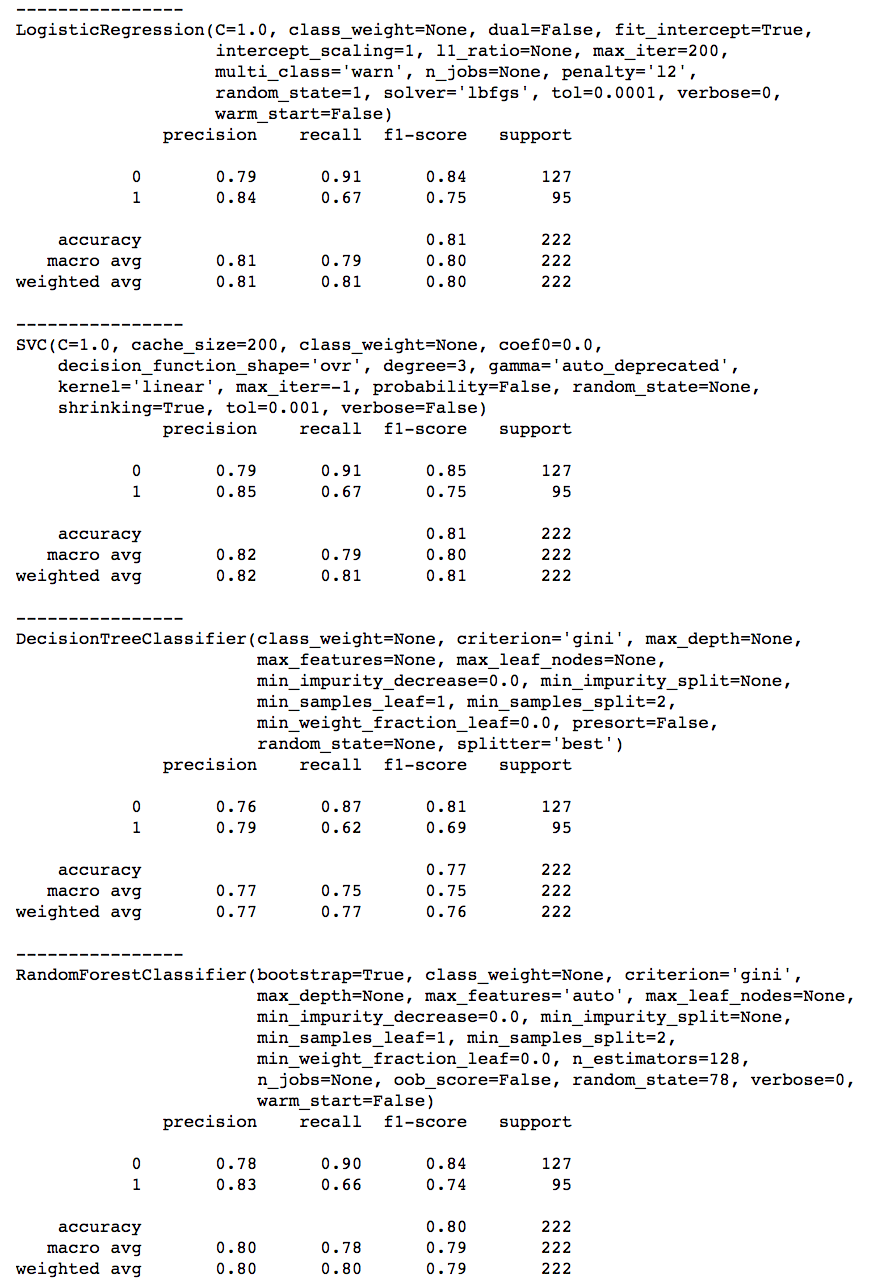 ----------------
LogisticRegression(C=1.0, class_weight=None, dual=False, fit_intercept=True,
                   intercept_scaling=1, l1_ratio=None, max_iter=200,
                   multi_class='warn', n_jobs=None, penalty='l2',
                   random_state=1, solver='lbfgs', tol=0.0001, verbose=0,
                   warm_start=False)
              precision    recall  f1-score   support

           0       0.79      0.91      0.84       127
           1       0.84      0.67      0.75        95

    accuracy                           0.81       222
   macro avg       0.81      0.79      0.80       222
weighted avg       0.81      0.81      0.80       222

----------------
SVC(C=1.0, cache_size=200, class_weight=None, coef0=0.0,
    decision_function_shape='ovr', degree=3, gamma='auto_deprecated',
    kernel='linear', max_iter=-1, probability=False, random_state=None,
    shrinking=True, tol=0.001, verbose=False)
              precision    recall  f1-score   support

           0       0.79      0.91      0.85       127
           1       0.85      0.67      0.75        95

    accuracy                           0.81       222
   macro avg       0.82      0.79      0.80       222
weighted avg       0.82      0.81      0.81       222

----------------
DecisionTreeClassifier(class_weight=None, criterion='gini', max_depth=None,
                       max_features=None, max_leaf_nodes=None,
                       min_impurity_decrease=0.0, min_impurity_split=None,
                       min_samples_leaf=1, min_samples_split=2,
                       min_weight_fraction_leaf=0.0, presort=False,
                       random_state=None, splitter='best')
              precision    recall  f1-score   support

           0       0.76      0.87      0.81       127
           1       0.79      0.62      0.69        95

    accuracy                           0.77       222
   macro avg       0.77      0.75      0.75       222
weighted avg       0.77      0.77      0.76       222

----------------
RandomForestClassifier(bootstrap=True, class_weight=None, criterion='gini',
                       max_depth=None, max_features='auto', max_leaf_nodes=None,
                       min_impurity_decrease=0.0, min_impurity_split=None,
                       min_samples_leaf=1, min_samples_split=2,
                       min_weight_fraction_leaf=0.0, n_estimators=128,
                       n_jobs=None, oob_score=False, random_state=78, verbose=0,
                       warm_start=False)
              precision    recall  f1-score   support

           0       0.78      0.90      0.84       127
           1       0.83      0.66      0.74        95

    accuracy                           0.80       222
   macro avg       0.80      0.78      0.79       222
weighted avg       0.80      0.80      0.79       222